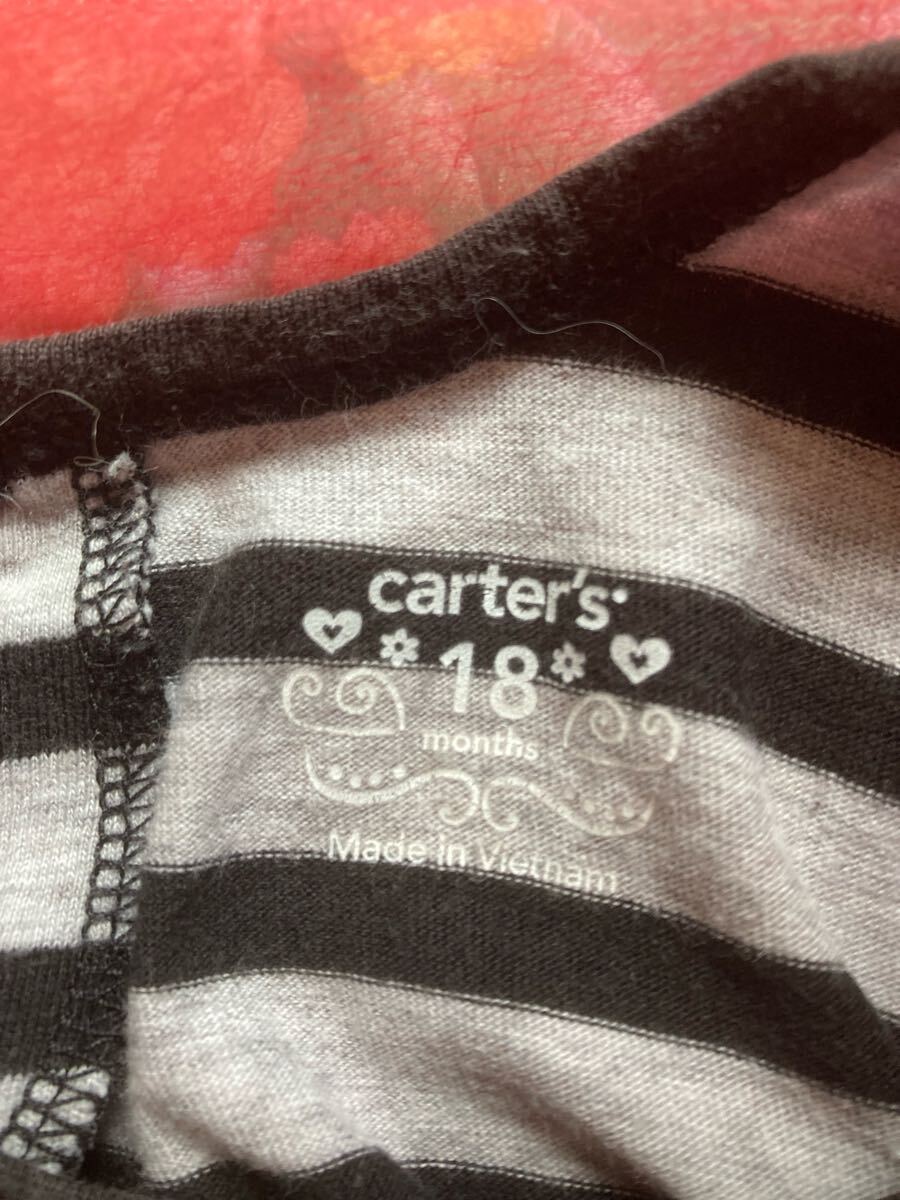 carter's
18
months
Made in Vietnam